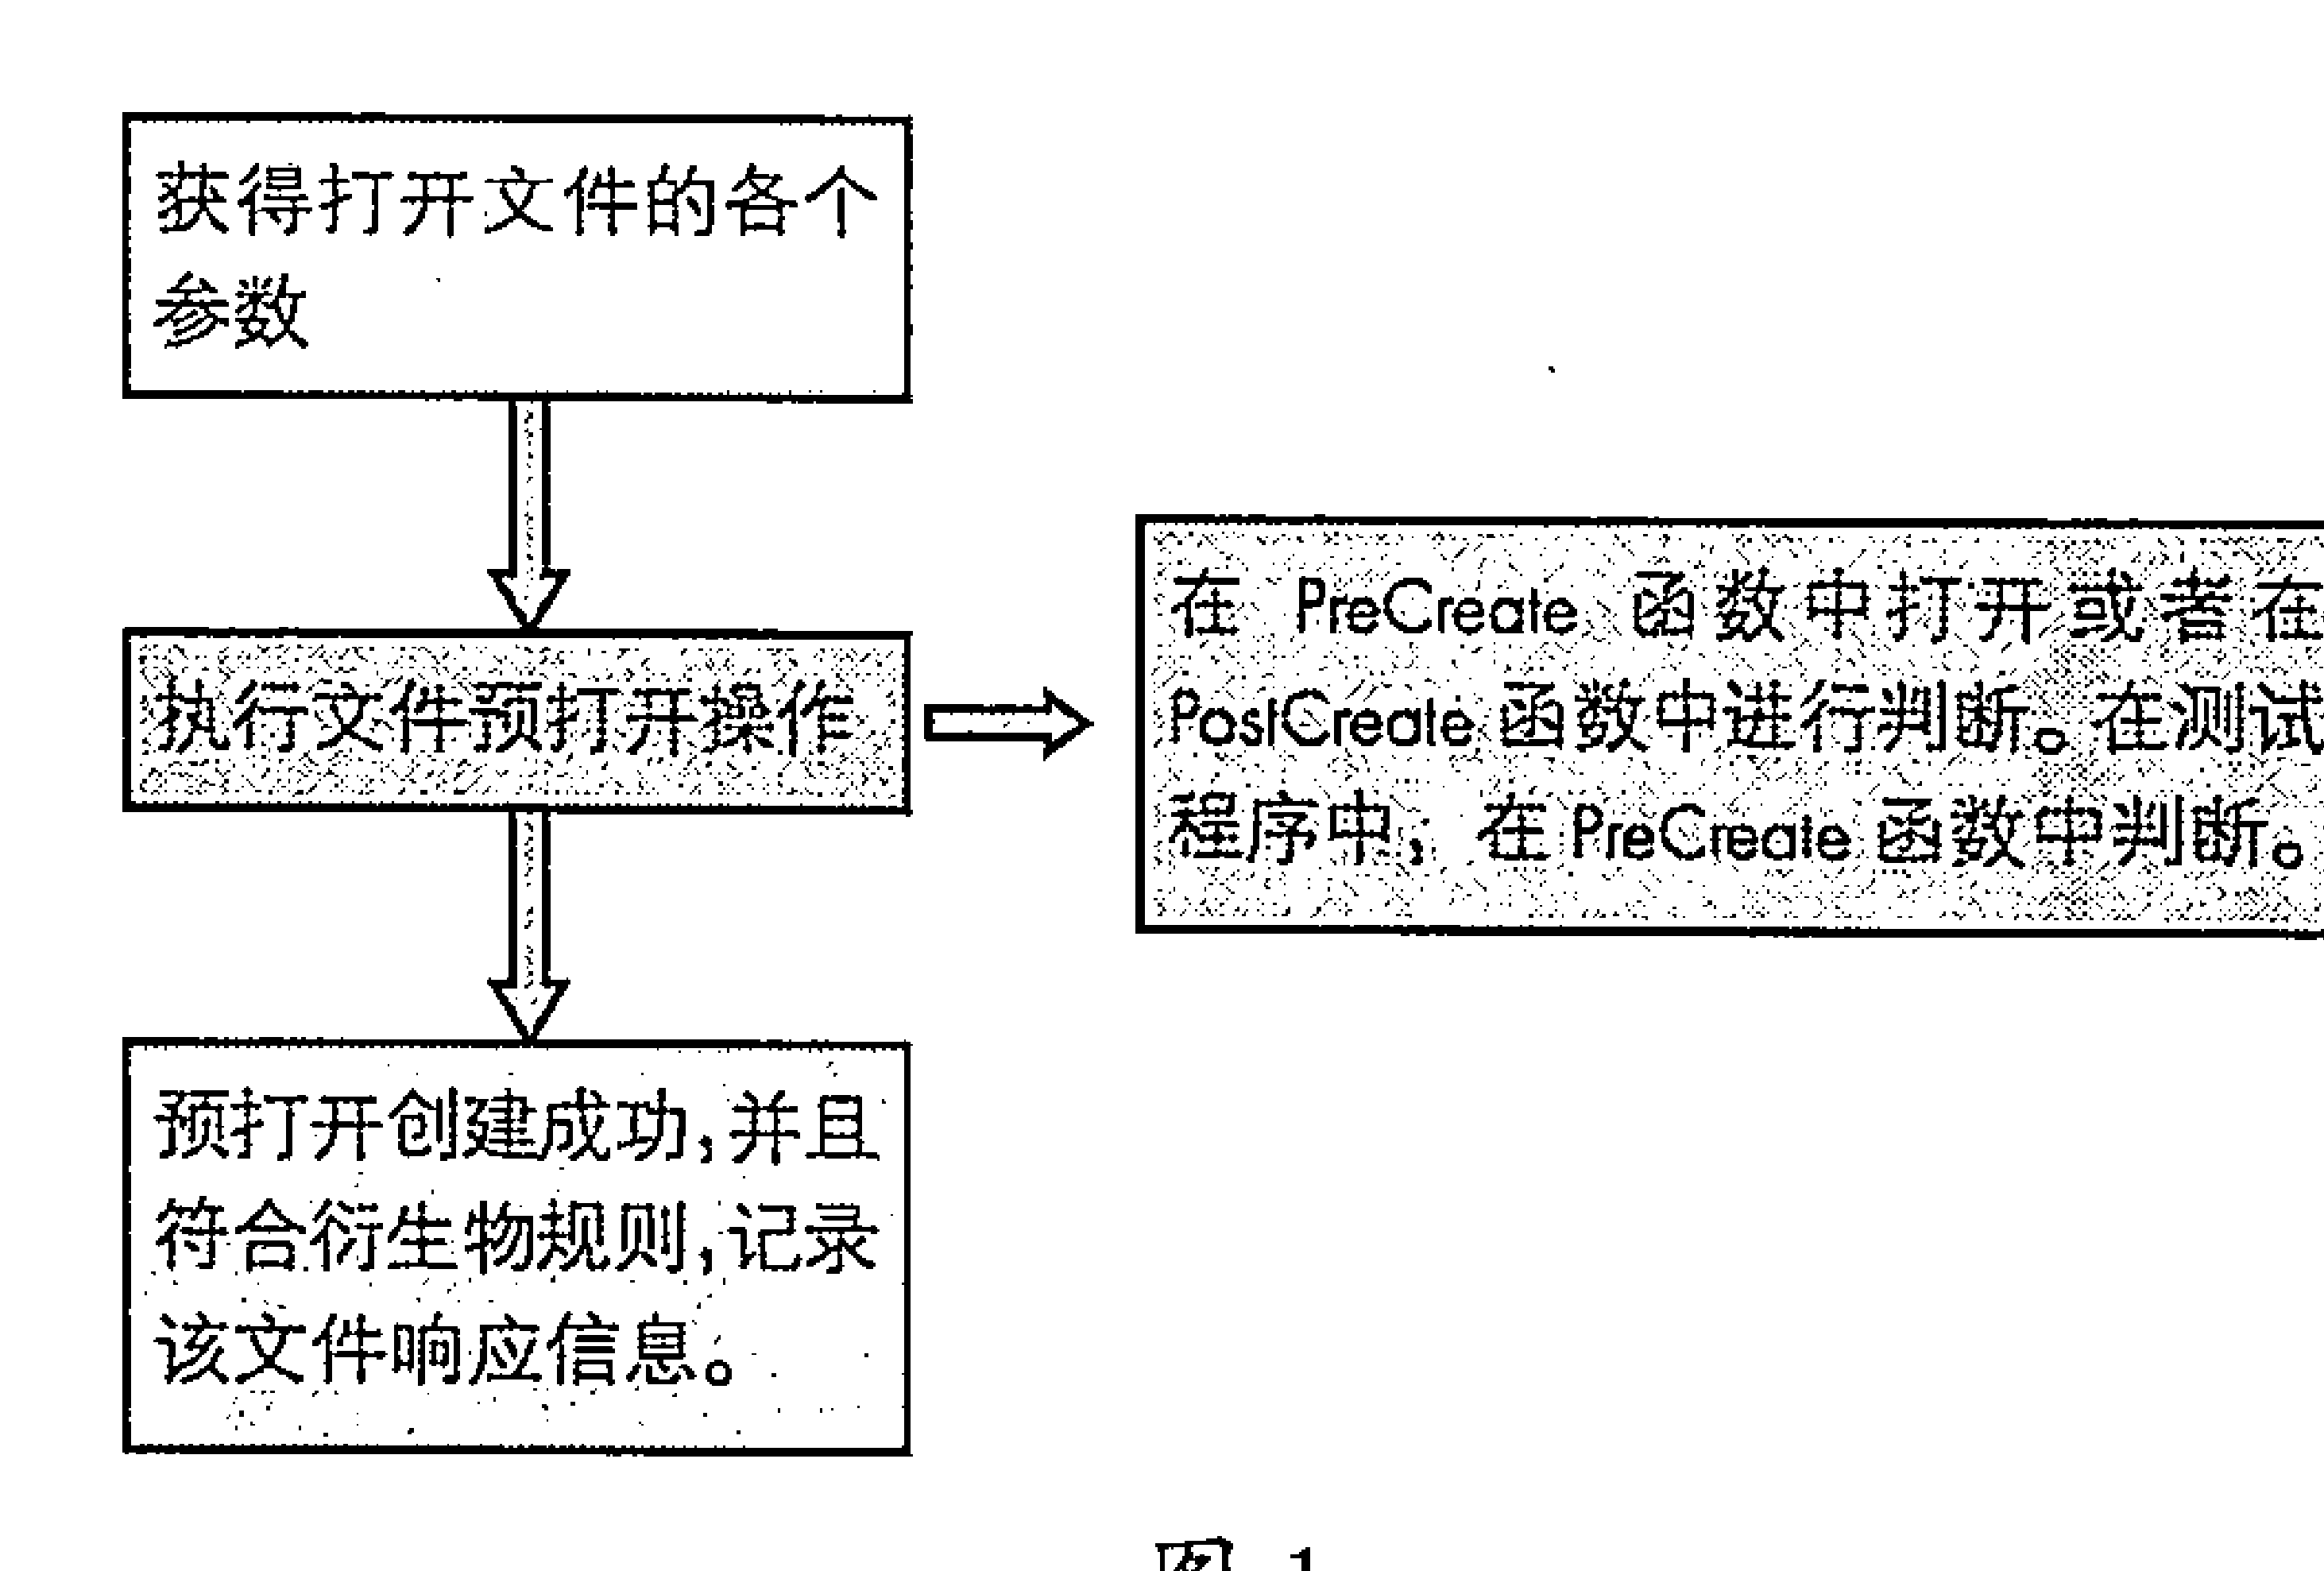 获得打开文件的各个
参数
执行文件预打开操作
在 PreCreate 函数中打开或者在
PostCreate 函数中进行判断。在测试
程序中，在 PreCreate 函数中判断。
预打开创建成功，并且
符合衍生物规则，记录
该文件响应信息。
图 1